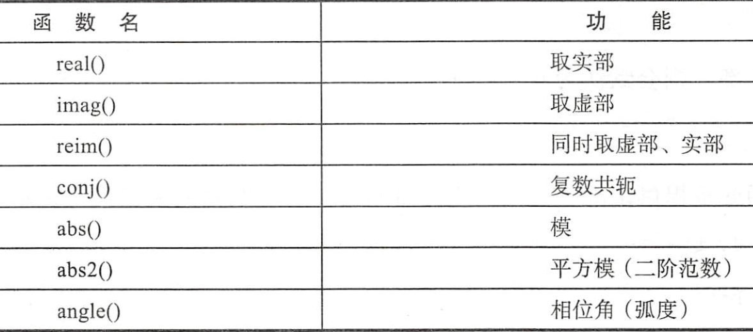 函 数 名 功 能
real() 取实部
imag() 取虚部
reim() 同时取虚部、实部
conj() 复数共轭
abs() 模
abs2() 平方模（二阶范数）
angle() 相位角（弧度）